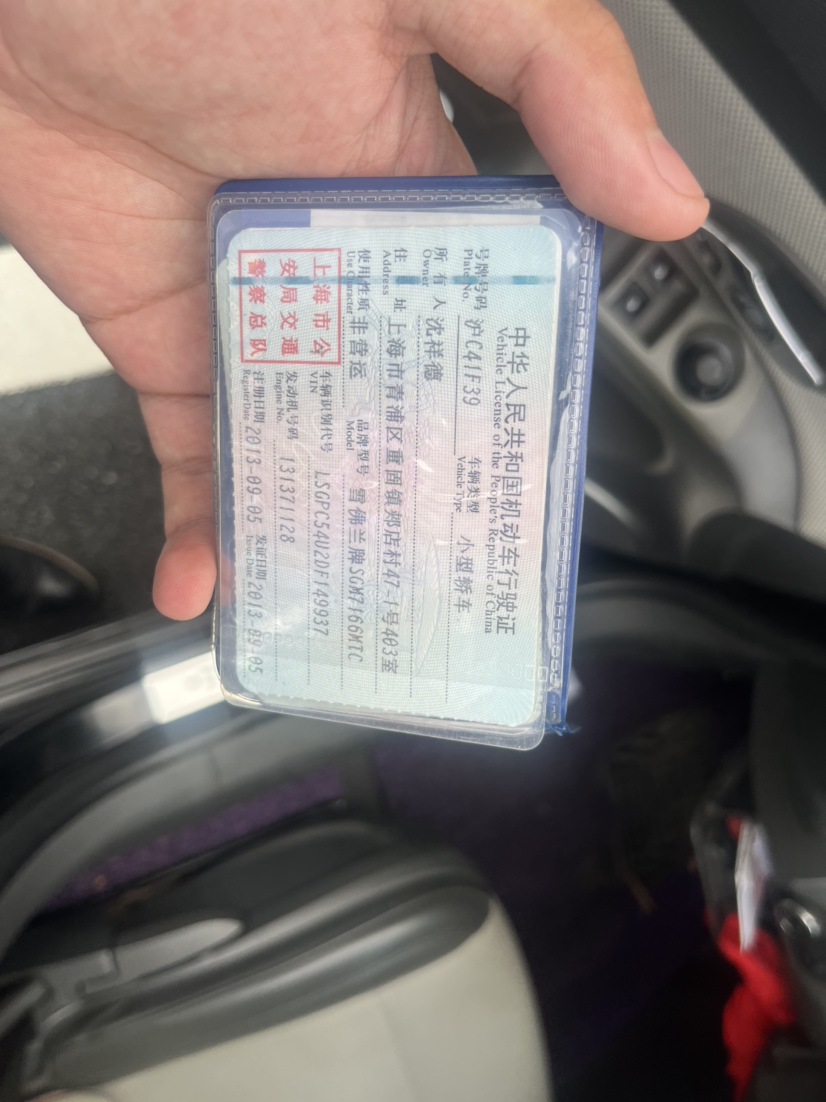 中华人民共和国机动车行驶证
Vehicle License of the People's Republic of China
号牌号码 沪C41F39 车辆类型 小型轿车
Plate No. Vehicle Type
所有人 沈祥德
Owner
住址 上海市青浦区重固镇郏店村47-1号403室
Address
使用性质 非营运 品牌型号 雪佛兰牌SGM7166MTC
Use Character Model
上海市公
安局交通
警察总队
车辆识别代号 LSGPC54U2DF149937
VIN
发动机号码 131371128
Engine No.
注册日期 2013-09-05 发证日期 2013-09-05
Register Date Issue Date